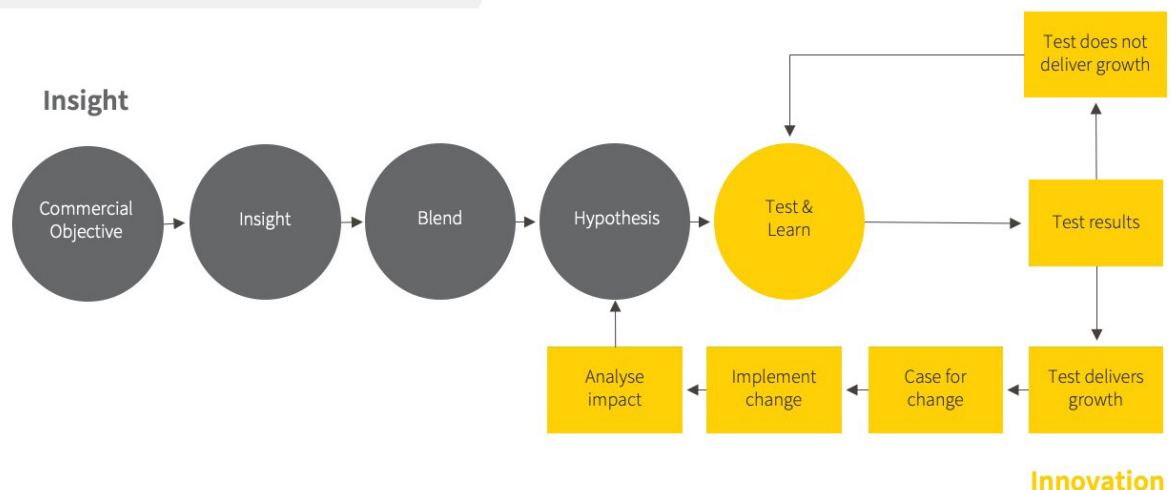 Test does not
deliver growth
Insight
Commercial
Objective
Insight
Blend
Hypothesis
Test &
Learn
Test results
Analyse
impact
Implement
change
Case for
change
Test delivers
growth
Innovation